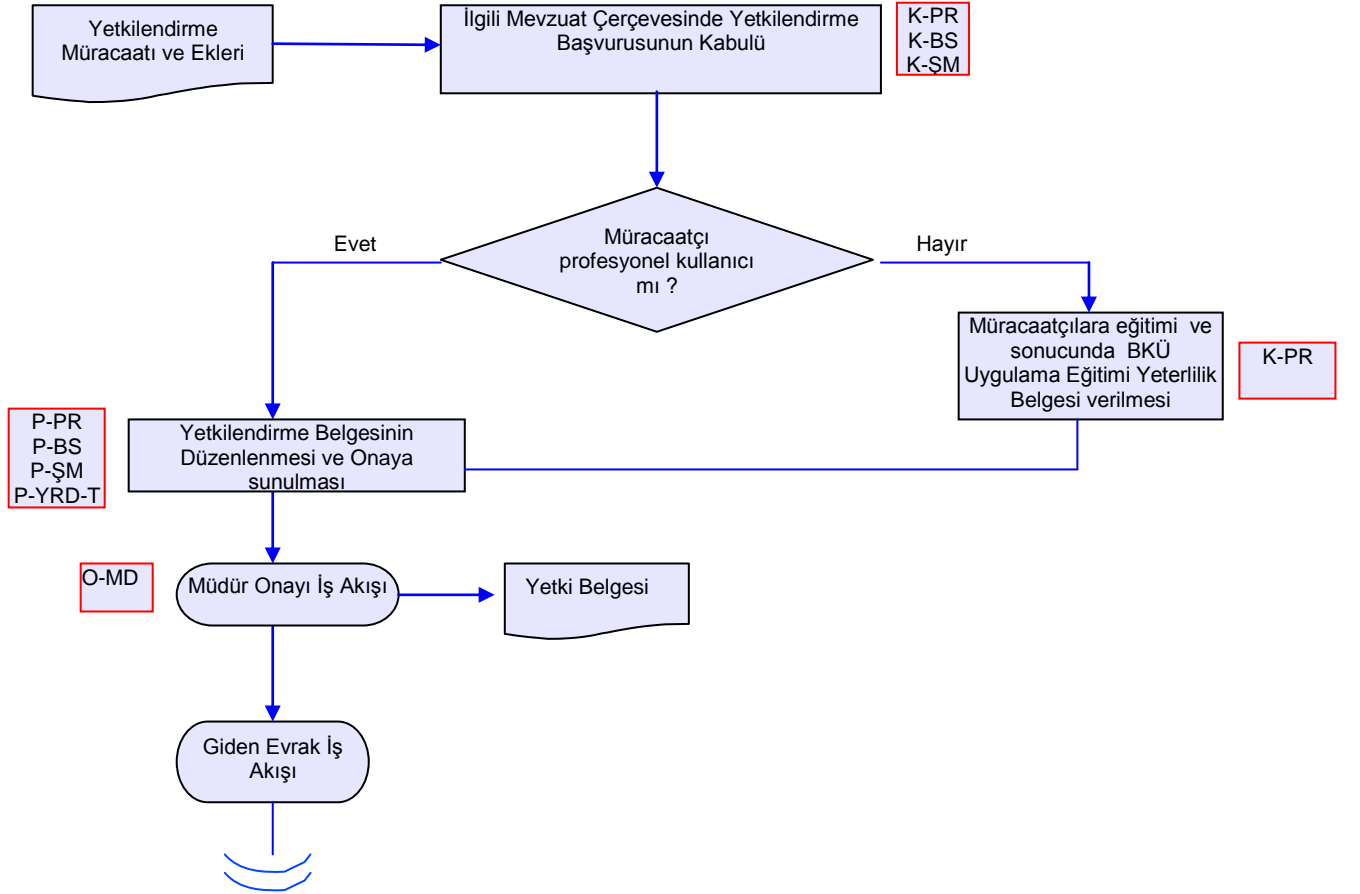 Yetkilendirme
Müracaatı ve Ekleri
İlgili Mevzuat Çerçevesinde Yetkilendirme
Başvurusunun Kabulü
K-PR
K-BS
K-ŞM
Müracaatçı
profesyonel kullanıcı
mı ?
Evet
Hayır
Müracaatçılara eğitimi ve
sonucunda BKÜ
Uygulama Eğitimi Yeterlilik
Belgesi verilmesi
K-PR
P-PR
P-BS
P-ŞM
P-YRD-T
Yetkilendirme Belgesinin
Düzenlenmesi ve Onaya
sunulması
O-MD
Müdür Onayı İş Akışı
Yetki Belgesi
Giden Evrak İş
Akışı